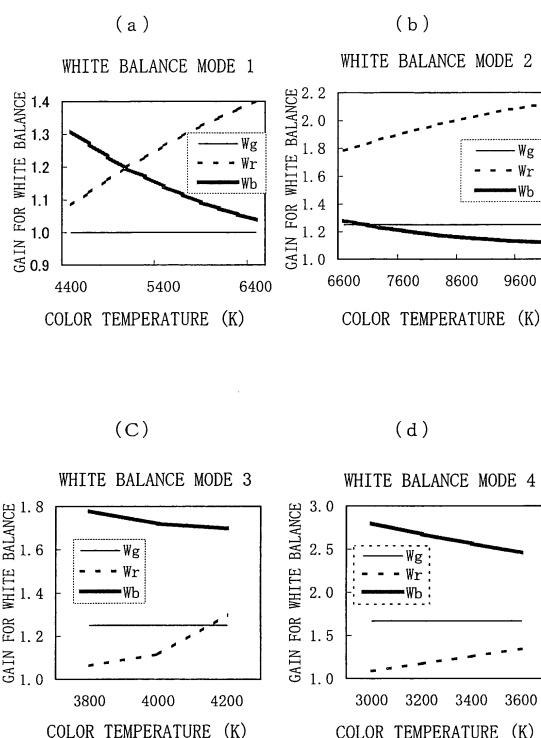 (a)
WHITE BALANCE MODE 1
GAIN FOR WHITE BALANCE
1.4
1.3
1.2
1.1
1.0
0.9
Wg
Wr
Wb
4400 5400 6400
COLOR TEMPERATURE (K)
(b)
WHITE BALANCE MODE 2
GAIN FOR WHITE BALANCE
2.2
2.0
1.8
1.6
1.4
1.2
1.0
Wg
Wr
Wb
6600 7600 8600 9600
COLOR TEMPERATURE (K)
(C)
WHITE BALANCE MODE 3
GAIN FOR WHITE BALANCE
1.8
1.6
1.4
1.2
1.0
Wg
Wr
Wb
3800 4000 4200
COLOR TEMPERATURE (K)
(d)
WHITE BALANCE MODE 4
GAIN FOR WHITE BALANCE
3.0
2.5
2.0
1.5
1.0
Wg
Wr
Wb
3000 3200 3400 3600
COLOR TEMPERATURE (K)